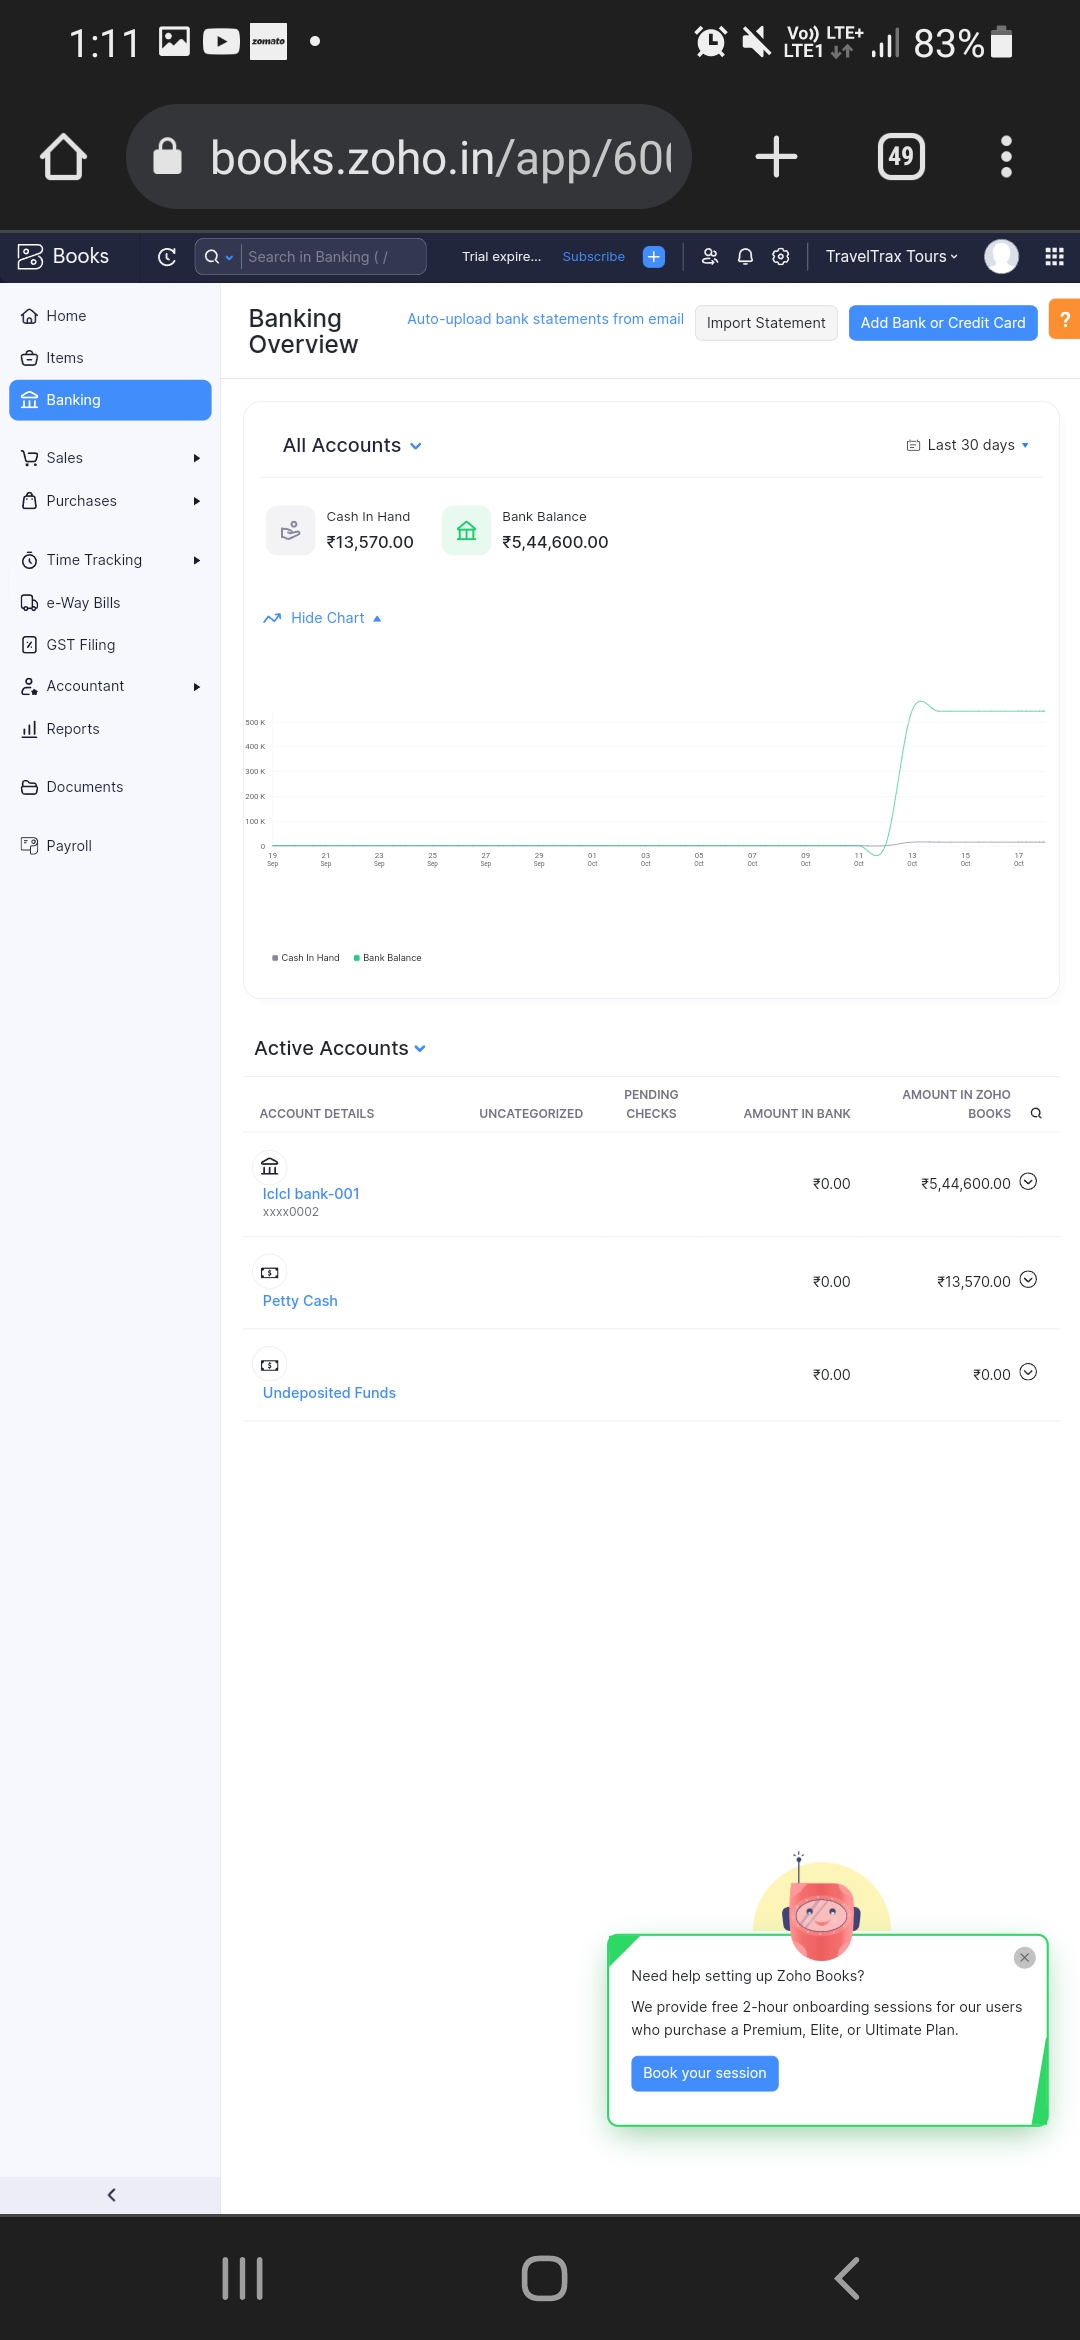 1:11
zomato
Vo)) LTE+
LTE1
83%
books.zoho.in/app/60
49
Books
Search in Banking ( /
Trial expire...
Subscribe
TravelTrax Tours
Home
Items
Banking
Sales
Purchases
Time Tracking
e-Way Bills
GST Filing
Accountant
Reports
Documents
Payroll
Banking
Overview
Auto-upload bank statements from email
Import Statement
Add Bank or Credit Card
?
All Accounts
Last 30 days
Cash In Hand
₹13,570.00
Bank Balance
₹5,44,600.00
Hide Chart
500 K
400 K
300 K
200 K
100 K
0
19 21 23 25 27 29 01 03 05 07 09 11 13 15 17
Sep Sep Sep Sep Sep Sep Oct Oct Oct Oct Oct Oct Oct Oct Oct
Cash In Hand
Bank Balance
Active Accounts
ACCOUNT DETAILS
UNCATEGORIZED
PENDING
CHECKS
AMOUNT IN BANK
AMOUNT IN ZOHO
BOOKS
IcIcI bank-001
xxxx0002
₹0.00
₹5,44,600.00
Petty Cash
₹0.00
₹13,570.00
Undeposited Funds
₹0.00
₹0.00
Need help setting up Zoho Books?
We provide free 2-hour onboarding sessions for our users
who purchase a Premium, Elite, or Ultimate Plan.
Book your session